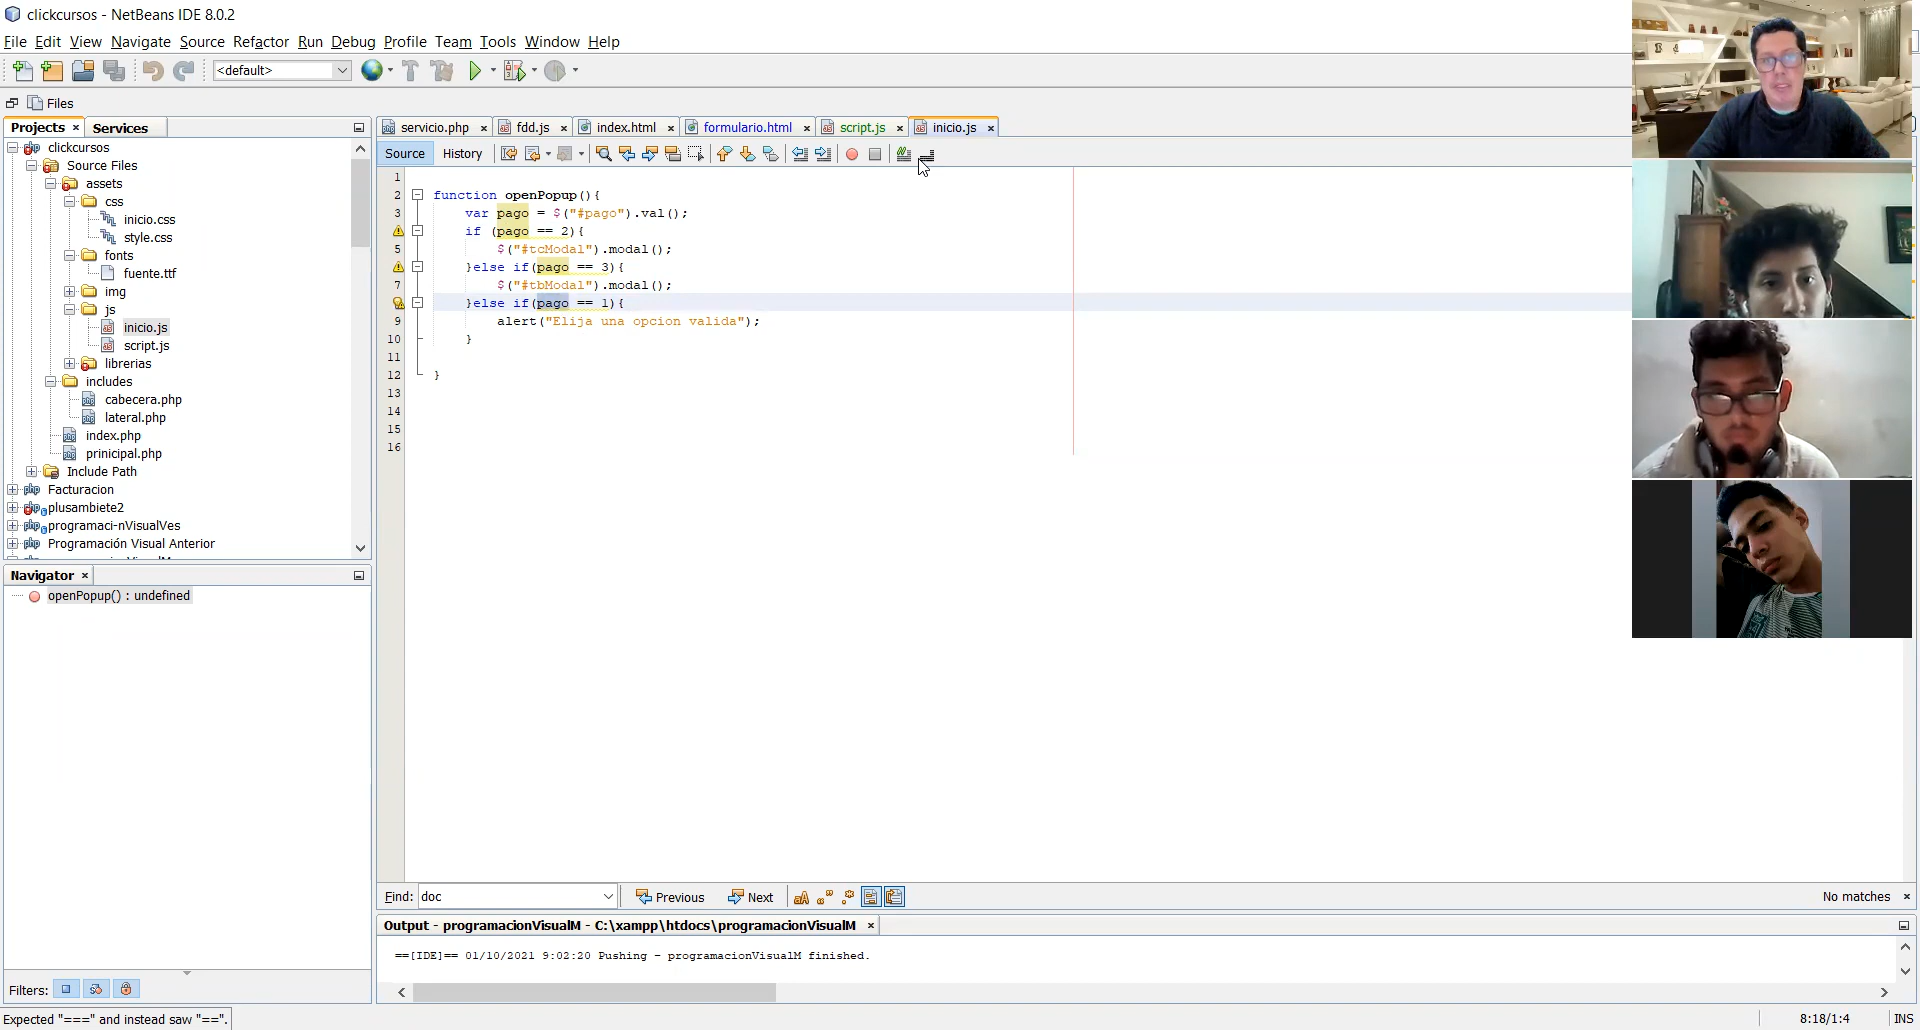 clickcursos - NetBeans IDE 8.0.2
File Edit View Navigate Source Refactor Run Debug Profile Team Tools Window Help
<default>
Files
Projects × Services
servicio.php × fdd.js × index.html × formulario.html × script.js × inicio.js ×
Source History
clickcursos
Source Files
assets
css
inicio.css
style.css
fonts
fuente.ttf
img
js
inicio.js
script.js
librerias
includes
cabecera.php
lateral.php
index.php
prinicipal.php
Include Path
Facturacion
plusambiete2
programaci-nVisualVes
Programación Visual Anterior
1
2 function openPopup(){
3 var pago = $("#pago").val();
if (pago == 2){
5 $("#tcModal").modal();
}else if(pago == 3){
7 $("#tbModal").modal();
}else if(pago == 1){
9 alert("Elija una opcion valida");
10 }
11
12 }
13
14
15
16
Navigator ×
openPopup() : undefined
Filters:
Find: doc Previous Next No matches ×
Output - programacionVisualM - C:\xampp\htdocs\programacionVisualM ×
==[IDE]== 01/10/2021 9:02:20 Pushing - programacionVisualM finished.
Expected "===" and instead saw "==". 8:18/1:4 INS